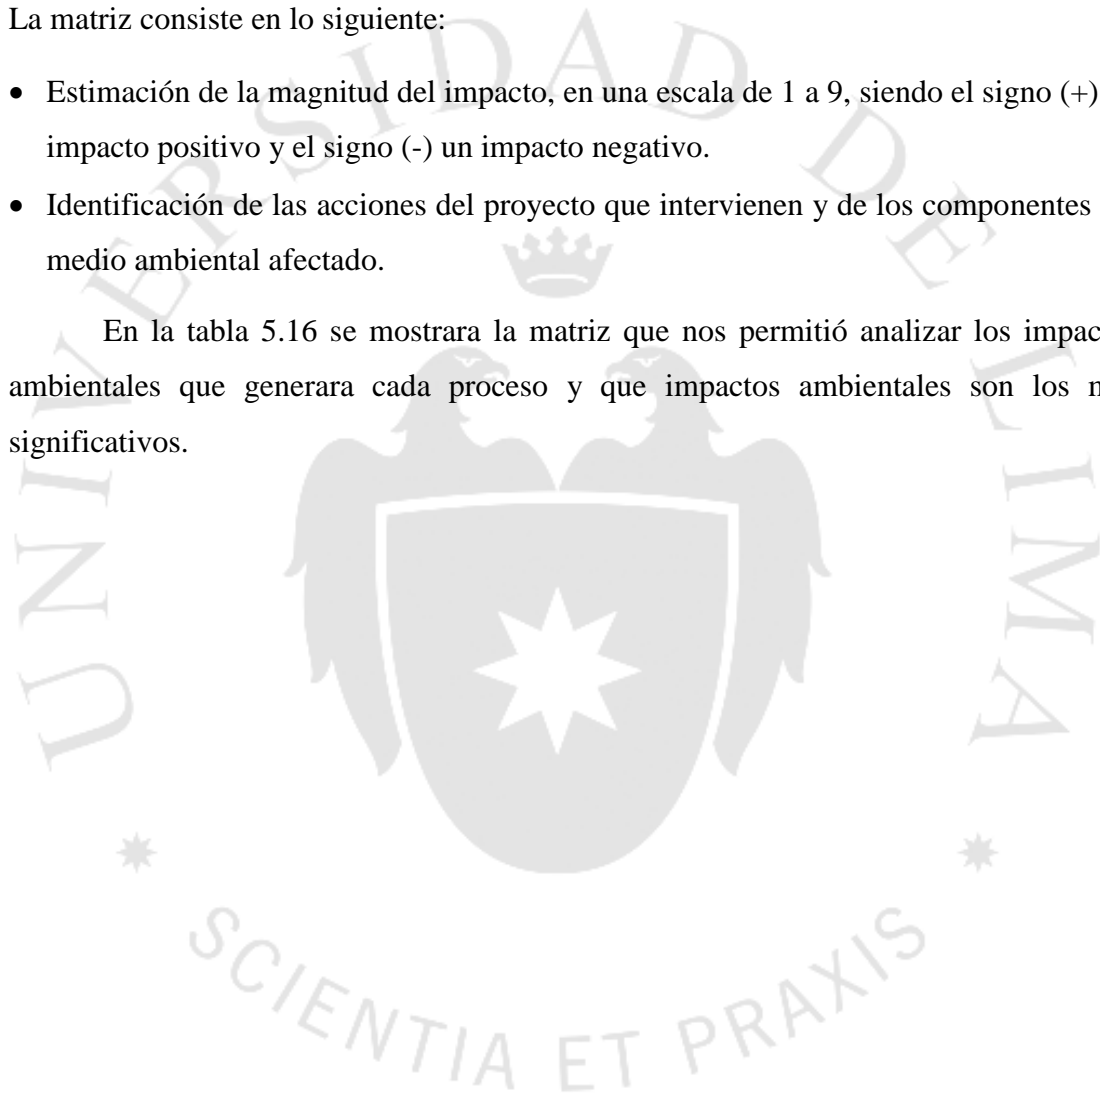 La matriz consiste en lo siguiente:
• Estimación de la magnitud del impacto, en una escala de 1 a 9, siendo el signo (+)
impacto positivo y el signo (-) un impacto negativo.
• Identificación de las acciones del proyecto que intervienen y de los componentes
medio ambiental afectado.
En la tabla 5.16 se mostrara la matriz que nos permitió analizar los impac
ambientales que generara cada proceso y que impactos ambientales son los m
significativos.
UNIVERSIDAD DE LIMA
SCIENTIA ET PRAXIS